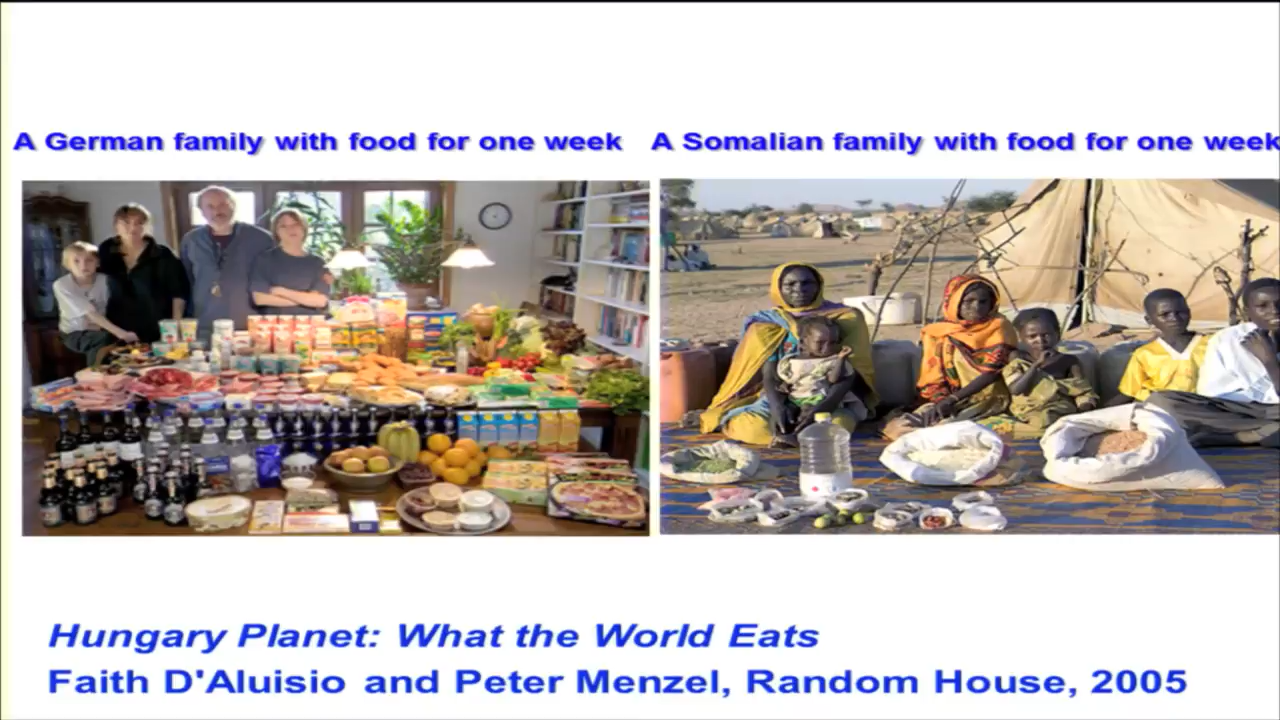 A German family with food for one week
A Somalian family with food for one week
Hungary Planet: What the World Eats
Faith D'Aluisio and Peter Menzel, Random House, 2005